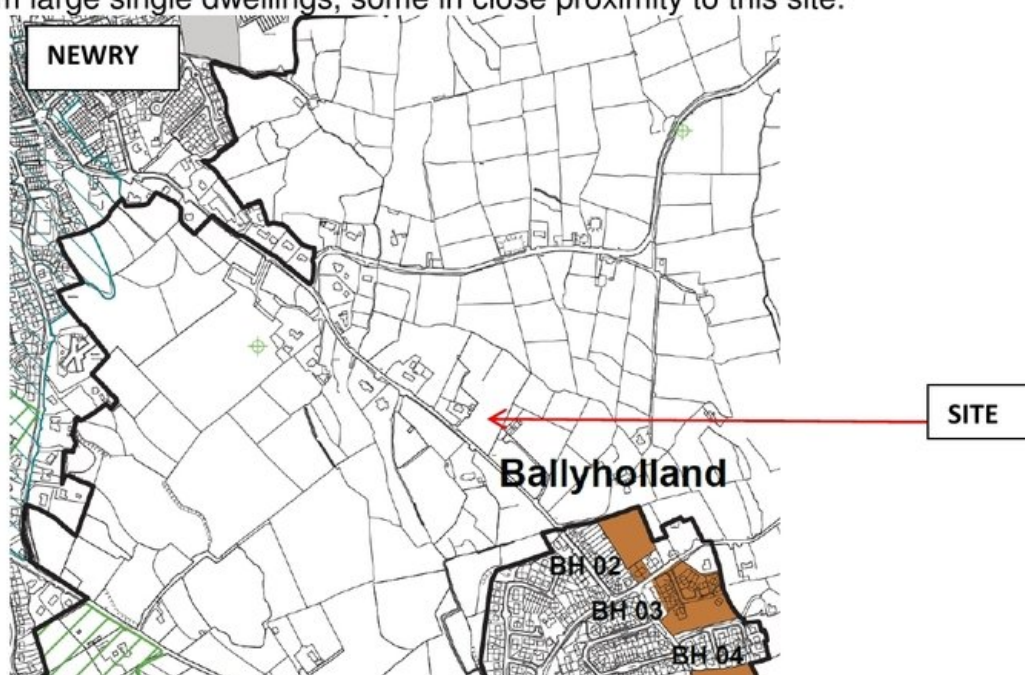 m large single dwellings, some in close proximity to this site.
NEWRY
SITE
Ballyholland
BH 02
BH 03
BH 04